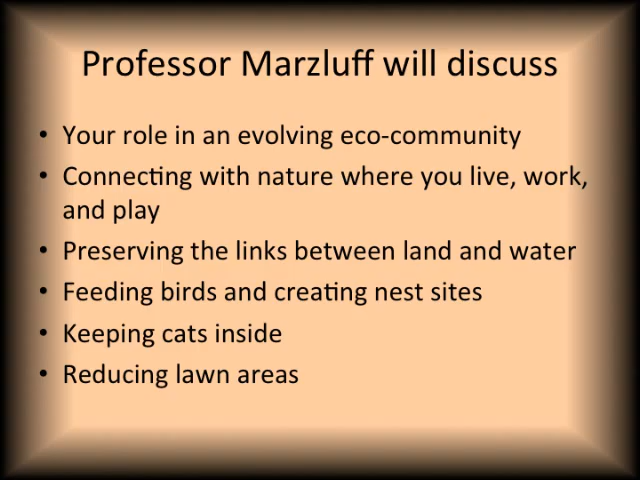 Professor Marzluff will discuss
• Your role in an evolving eco-community
• Connecting with nature where you live, work,
and play
• Preserving the links between land and water
• Feeding birds and creating nest sites
• Keeping cats inside
• Reducing lawn areas